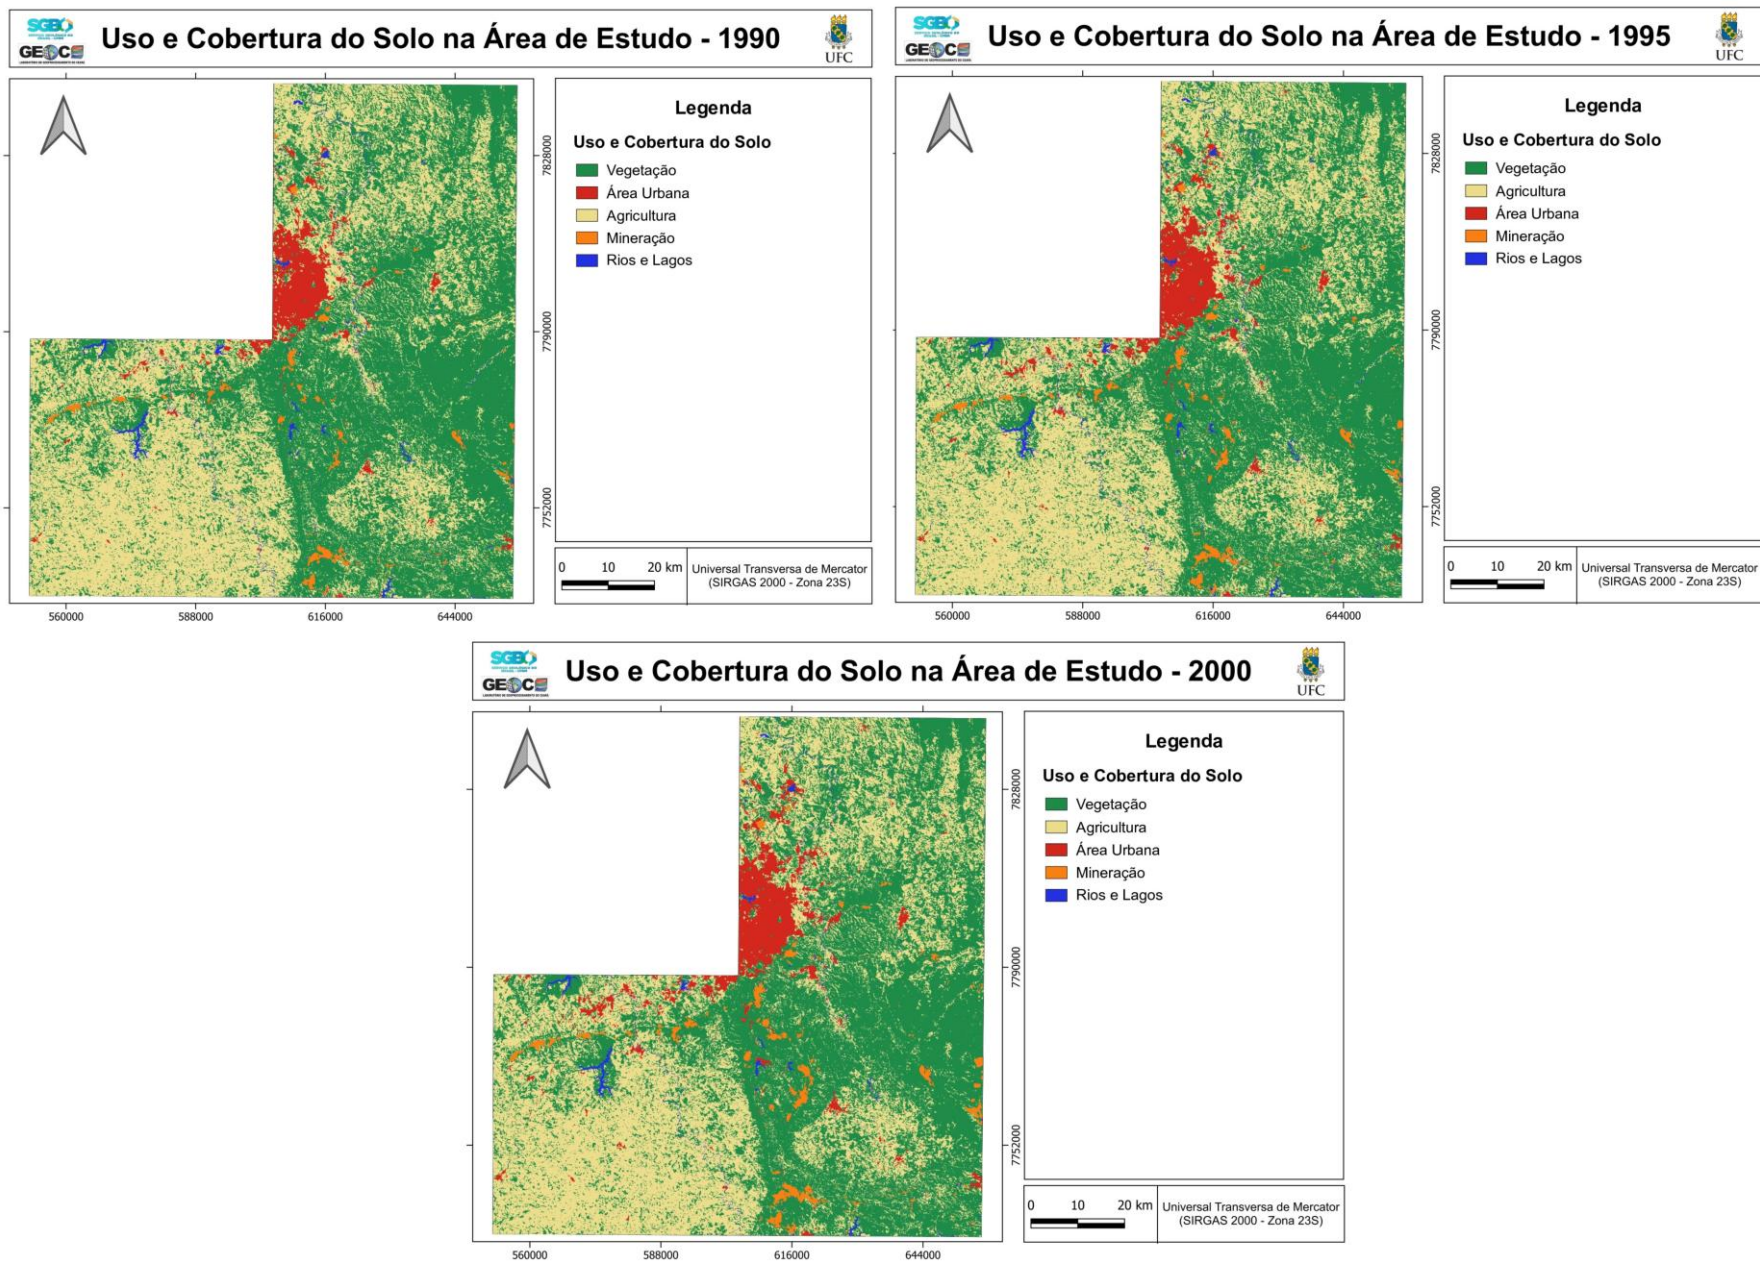 SGB
GEOCE
Uso e Cobertura do Solo na Área de Estudo - 1990
UFC
Legenda
Uso e Cobertura do Solo
Vegetação
Área Urbana
Agricultura
Mineração
Rios e Lagos
7828000
7790000
7752000
0 10 20 km
Universal Transversa de Mercator
(SIRGAS 2000 - Zona 23S)
560000 588000 616000 644000
SGB
GEOCE
Uso e Cobertura do Solo na Área de Estudo - 1995
UFC
Legenda
Uso e Cobertura do Solo
Vegetação
Agricultura
Área Urbana
Mineração
Rios e Lagos
7828000
7790000
7752000
0 10 20 km
Universal Transversa de Mercator
(SIRGAS 2000 - Zona 23S)
560000 588000 616000 644000
SGB
GEOCE
Uso e Cobertura do Solo na Área de Estudo - 2000
UFC
Legenda
Uso e Cobertura do Solo
Vegetação
Agricultura
Área Urbana
Mineração
Rios e Lagos
7828000
7790000
7752000
0 10 20 km
Universal Transversa de Mercator
(SIRGAS 2000 - Zona 23S)
560000 588000 616000 644000